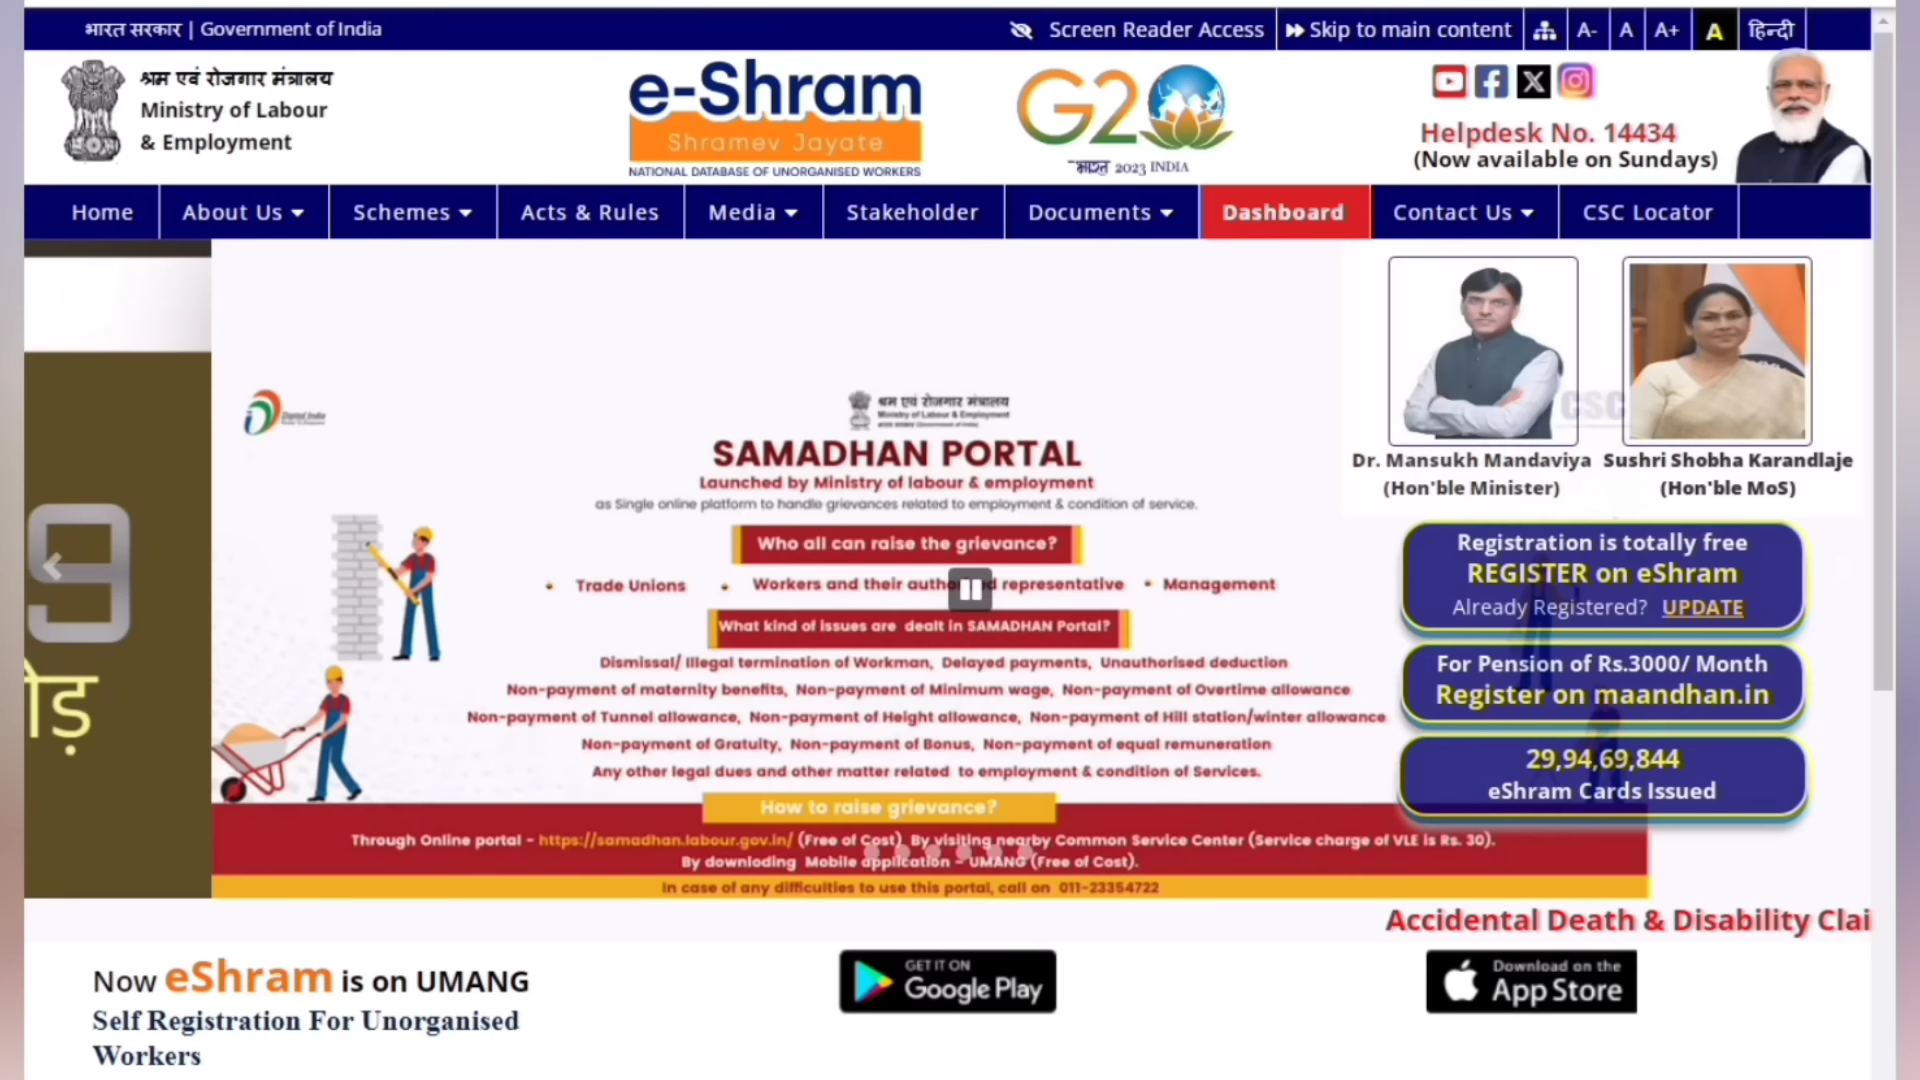 भारत सरकार | Government of India
Screen Reader Access
Skip to main content
A-
A
A+
A
हिन्दी
श्रम एवं रोजगार मंत्रालय
Ministry of Labour
& Employment
e-Shram
Shramev Jayate
NATIONAL DATABASE OF UNORGANISED WORKERS
G20
भारत 2023 INDIA
Helpdesk No. 14434
(Now available on Sundays)
Home
About Us
Schemes
Acts & Rules
Media
Stakeholder
Documents
Dashboard
Contact Us
CSC Locator
9
ोड़
Digital India
श्रम एवं रोजगार मंत्रालय
Ministry of Labour & Employment
SAMADHAN PORTAL
Launched by Ministry of labour & employment
as Single online platform to handle grievances related to employment & condition of service.
Who all can raise the grievance?
Trade Unions
Workers and their authorised representative
Management
What kind of issues are dealt in SAMADHAN Portal?
Dismissal/ Illegal termination of Workman, Delayed payments, Unauthorised deduction
Non-payment of maternity benefits, Non-payment of Minimum wage, Non-payment of Overtime allowance
Non-payment of Tunnel allowance, Non-payment of Height allowance, Non-payment of Hill station/winter allowance
Non-payment of Gratuity, Non-payment of Bonus, Non-payment of equal remuneration
Any other legal dues and other matter related to employment & condition of Services.
How to raise grievance?
Through Online portal - https://samadhan.labour.gov.in/ (Free of Cost), By visiting nearby Common Service Center (Service charge of VLE is Rs. 30).
By downloding Mobile application - UMANG (Free of Cost).
In case of any difficulties to use this portal, call on 011-23354722
CSC
Dr. Mansukh Mandaviya
(Hon'ble Minister)
Sushri Shobha Karandlaje
(Hon'ble MoS)
Registration is totally free
REGISTER on eShram
Already Registered? UPDATE
For Pension of Rs.3000/ Month
Register on maandhan.in
29,94,69,844
eShram Cards Issued
Accidental Death & Disability Clai
Now eShram is on UMANG
Self Registration For Unorganised
Workers
GET IT ON
Google Play
Download on the
App Store